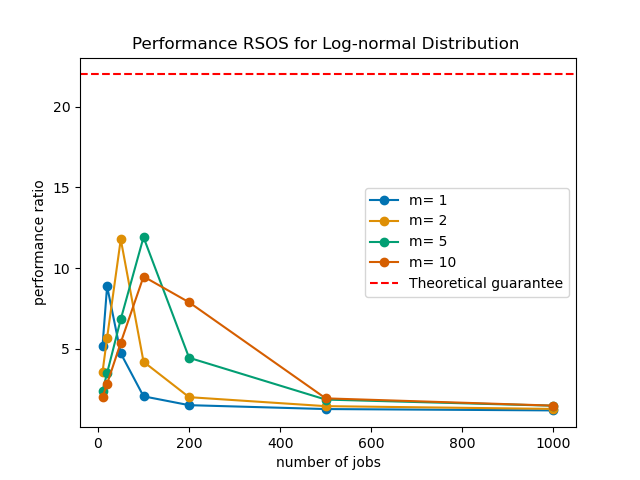 Performance RSOS for Log-normal Distribution
performance ratio
20
15
10
5
m= 1
m= 2
m= 5
m= 10
Theoretical guarantee
0
200
400
600
800
1000
number of jobs